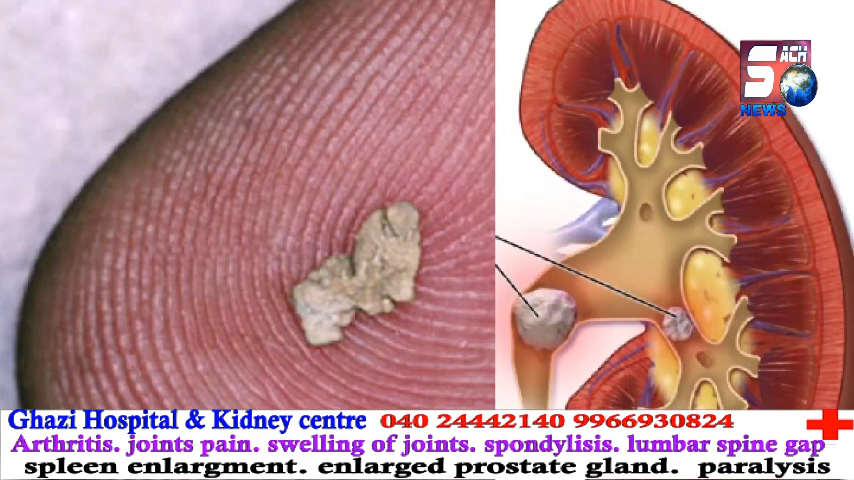 SACH
NEWS
Ghazi Hospital & Kidney centre 040 24442140 9966930824
Arthritis. joints pain. swelling of joints. spondylisis. lumbar spine gap
spleen enlargment. enlarged prostate gland. paralysis